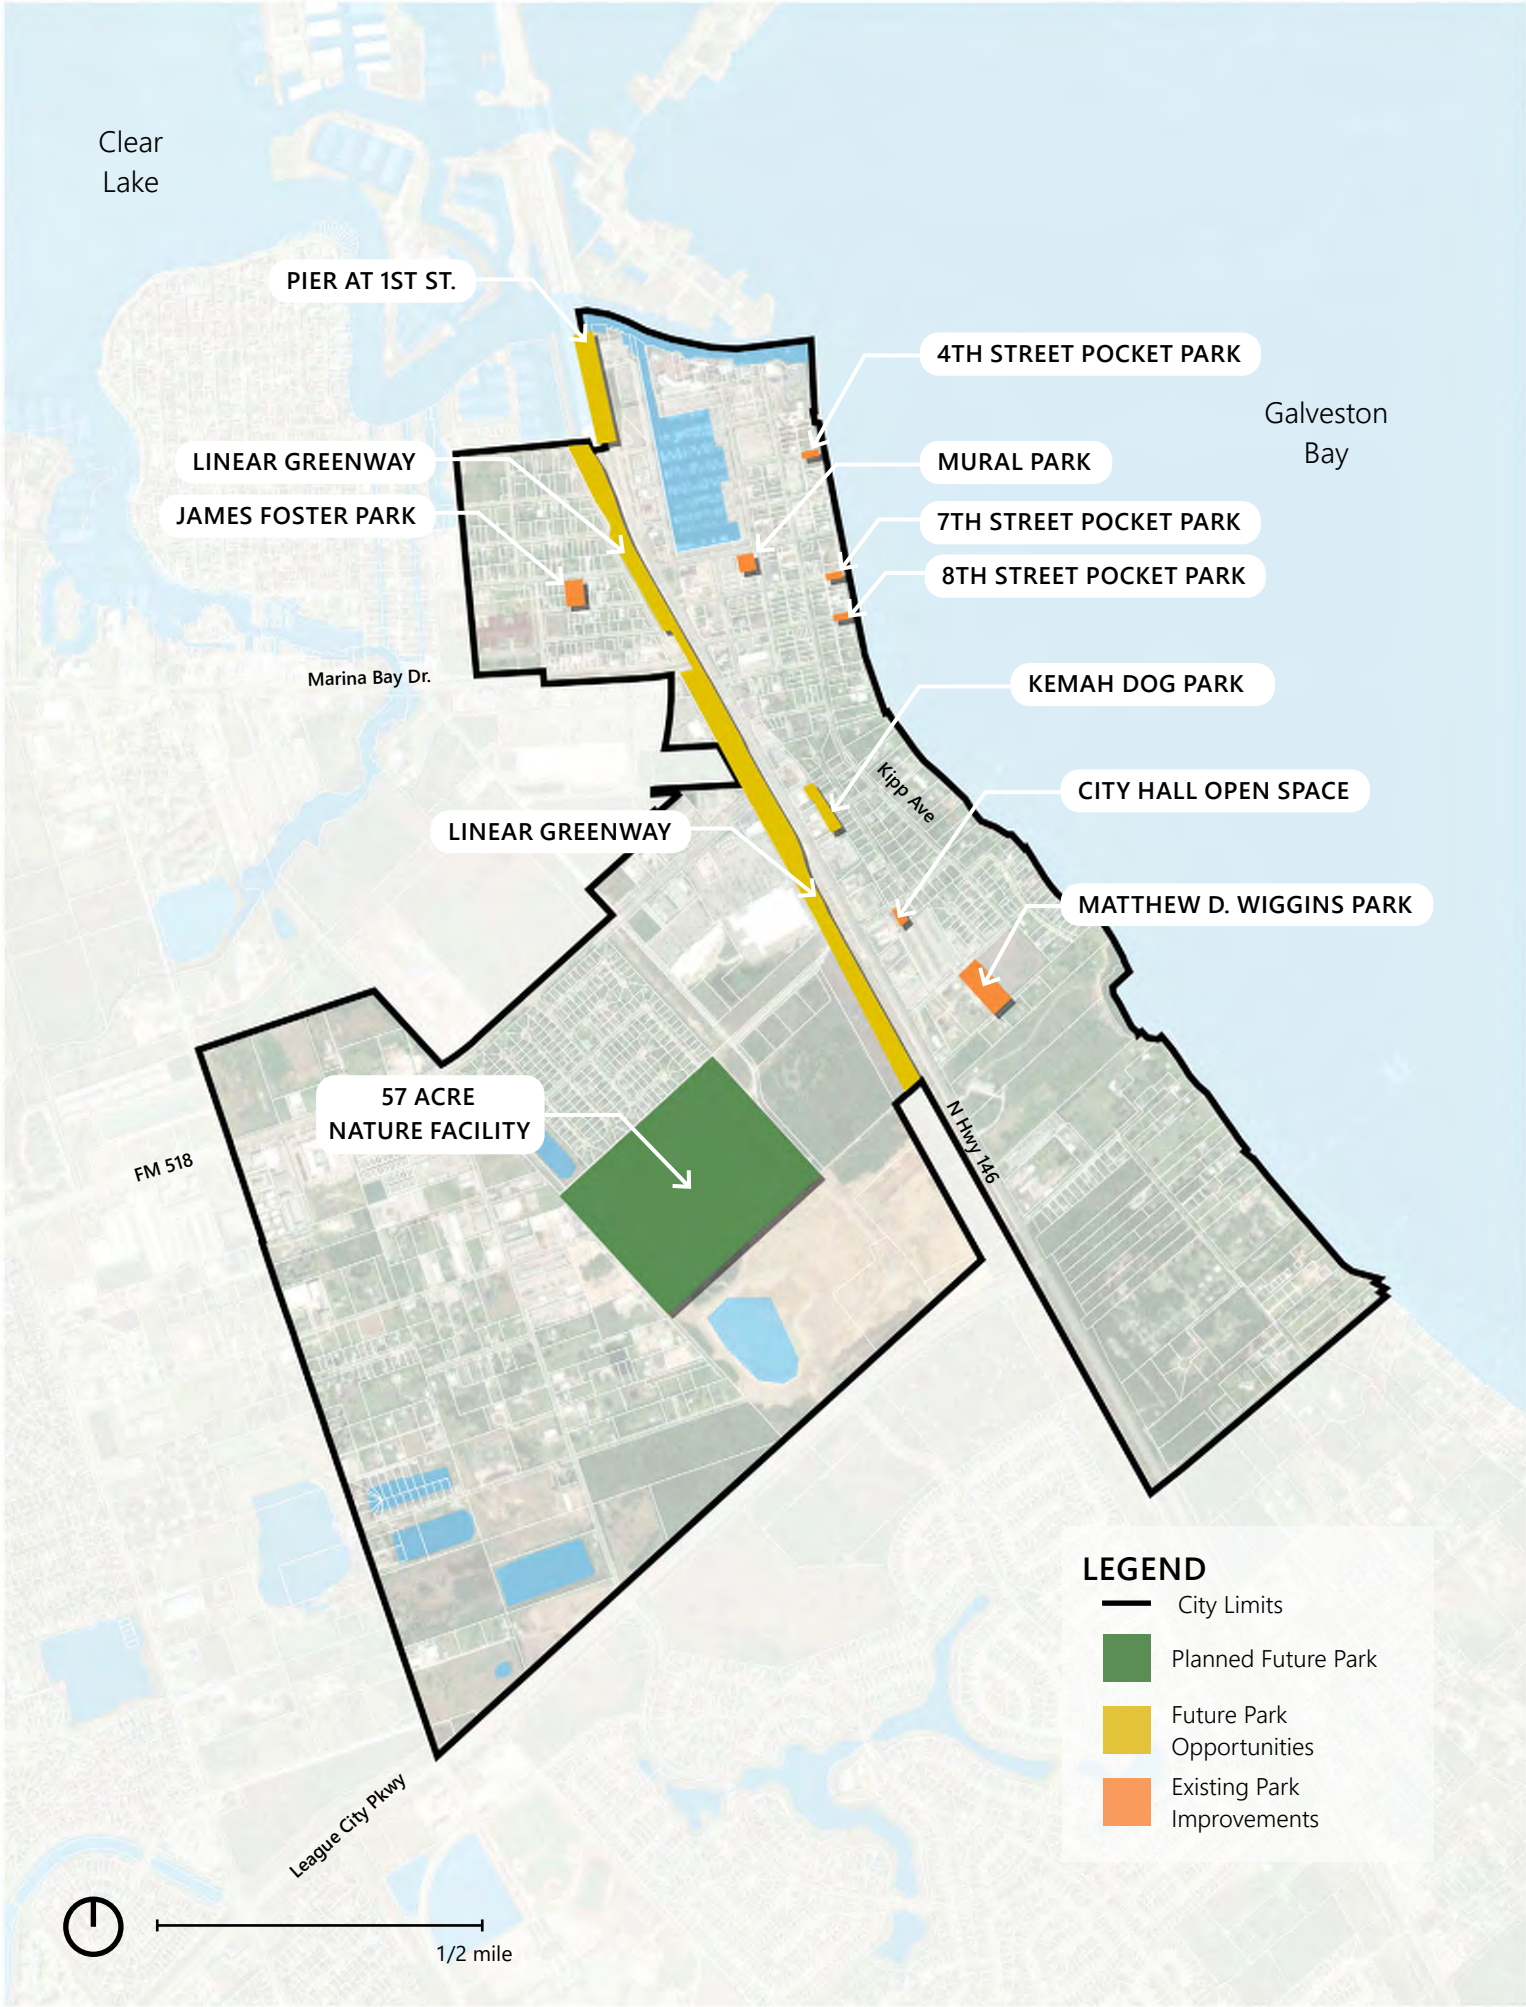 Clear
Lake
PIER AT 1ST ST.
4TH STREET POCKET PARK
Galveston
Bay
LINEAR GREENWAY
MURAL PARK
JAMES FOSTER PARK
7TH STREET POCKET PARK
8TH STREET POCKET PARK
Marina Bay Dr.
KEMAH DOG PARK
Kipp Ave
CITY HALL OPEN SPACE
LINEAR GREENWAY
MATTHEW D. WIGGINS PARK
57 ACRE
NATURE FACILITY
N Hwy 146
FM 518
LEGEND
City Limits
Planned Future Park
Future Park
Opportunities
Existing Park
Improvements
League City Pkwy
1/2 mile